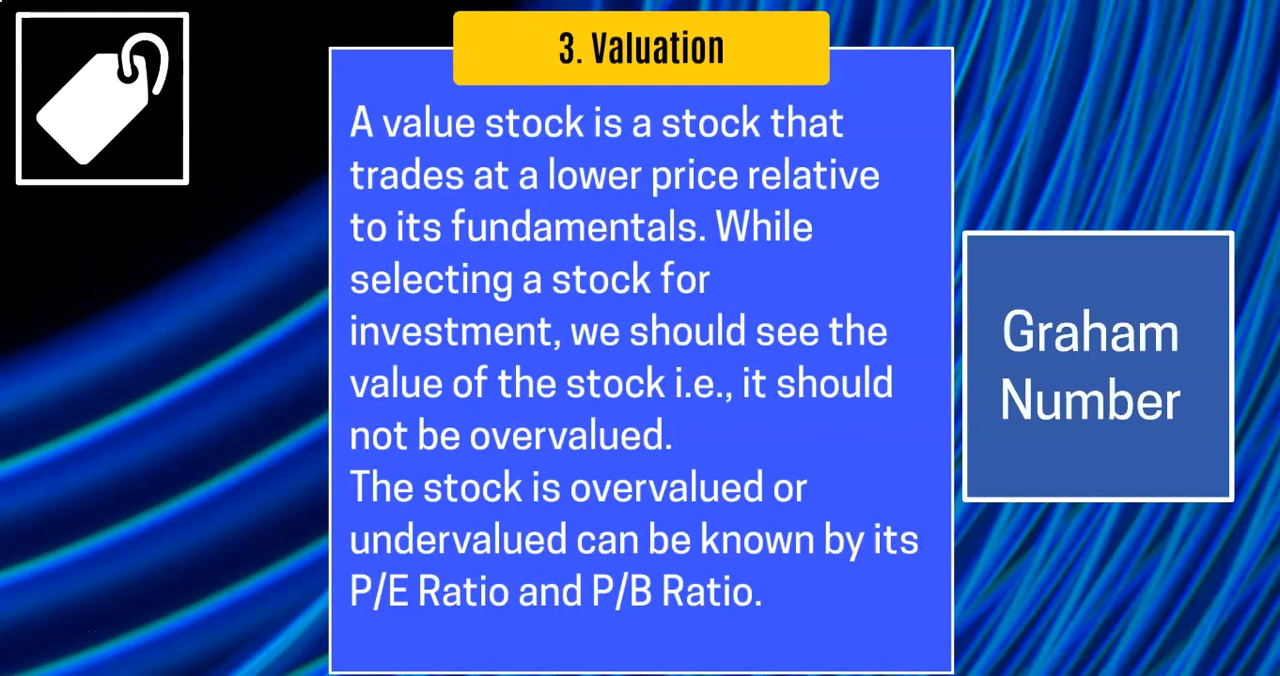 3. Valuation
A value stock is a stock that
trades at a lower price relative
to its fundamentals. While
selecting a stock for
investment, we should see the
value of the stock i.e., it should
not be overvalued.
The stock is overvalued or
undervalued can be known by its
P/E Ratio and P/B Ratio.
Graham
Number